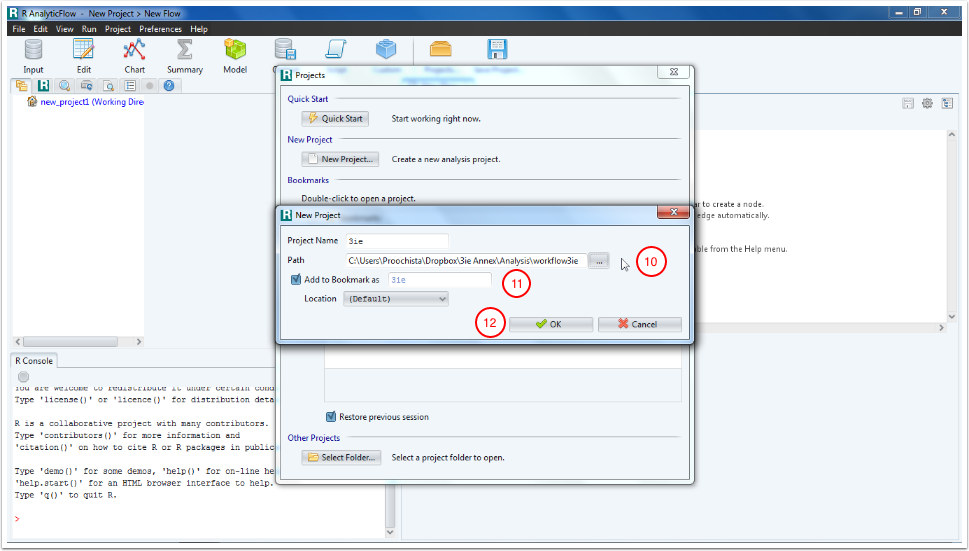 R AnalyticFlow - New Project > New Flow
File Edit View Run Project Preferences Help
Input Edit Chart Summary Model
new_project1 (Working Dire
Projects
Quick Start
Quick Start Start working right now.
New Project
New Project... Create a new analysis project.
Bookmarks
Double-click to open a project.
ar to create a node.
edge automatically.
ble from the Help menu.
New Project
Project Name 3ie
Path C:\Users\Proochista\Dropbox\3ie Annex\Analysis\workflow3ie ... 10
Add to Bookmark as 3ie 11
Location (Default)
12 OK Cancel
Restore previous session
Other Projects
Select Folder... Select a project folder to open.
R Console
You are welcome to redistribute it under certain cond
Type 'license()' or 'licence()' for distribution deta
R is a collaborative project with many contributors.
Type 'contributors()' for more information and
'citation()' on how to cite R or R packages in public
Type 'demo()' for some demos, 'help()' for on-line he
'help.start()' for an HTML browser interface to help.
Type 'q()' to quit R.
>